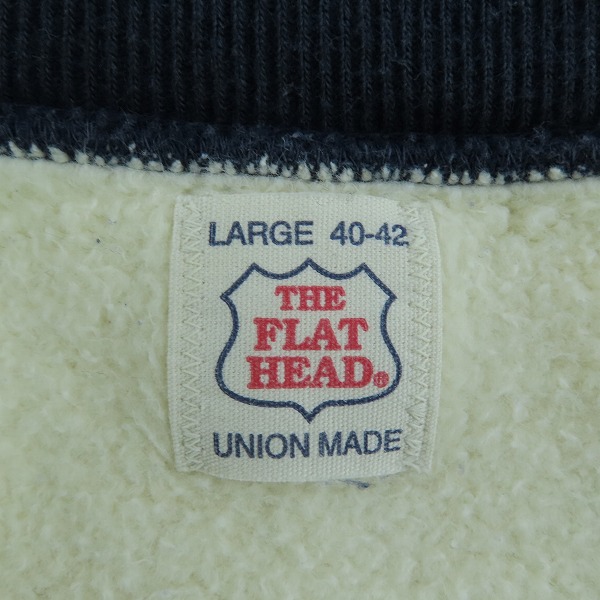 LARGE 40-42
THE
FLAT
HEAD®
UNION MADE